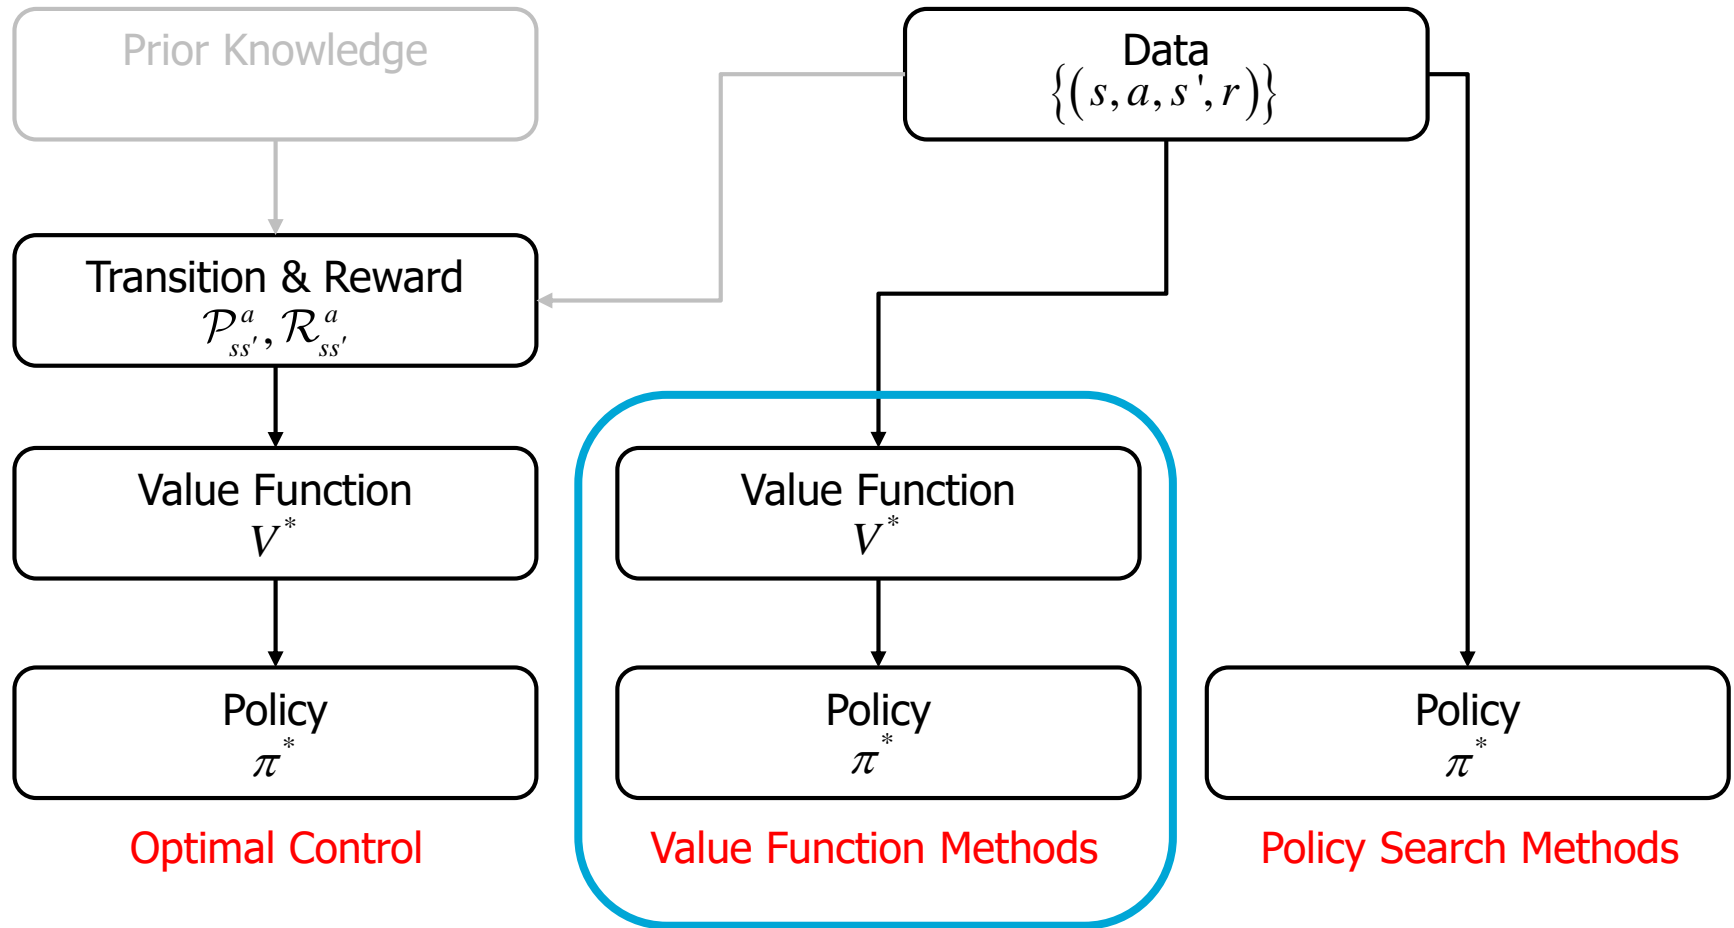 Prior Knowledge
Data
{(s, a, s', r)}
Transition & Reward
𝒫ᵃₛₛ′, ℛᵃₛₛ′
Value Function
V*
Value Function
V*
Policy
π*
Policy
π*
Policy
π*
Optimal Control
Value Function Methods
Policy Search Methods